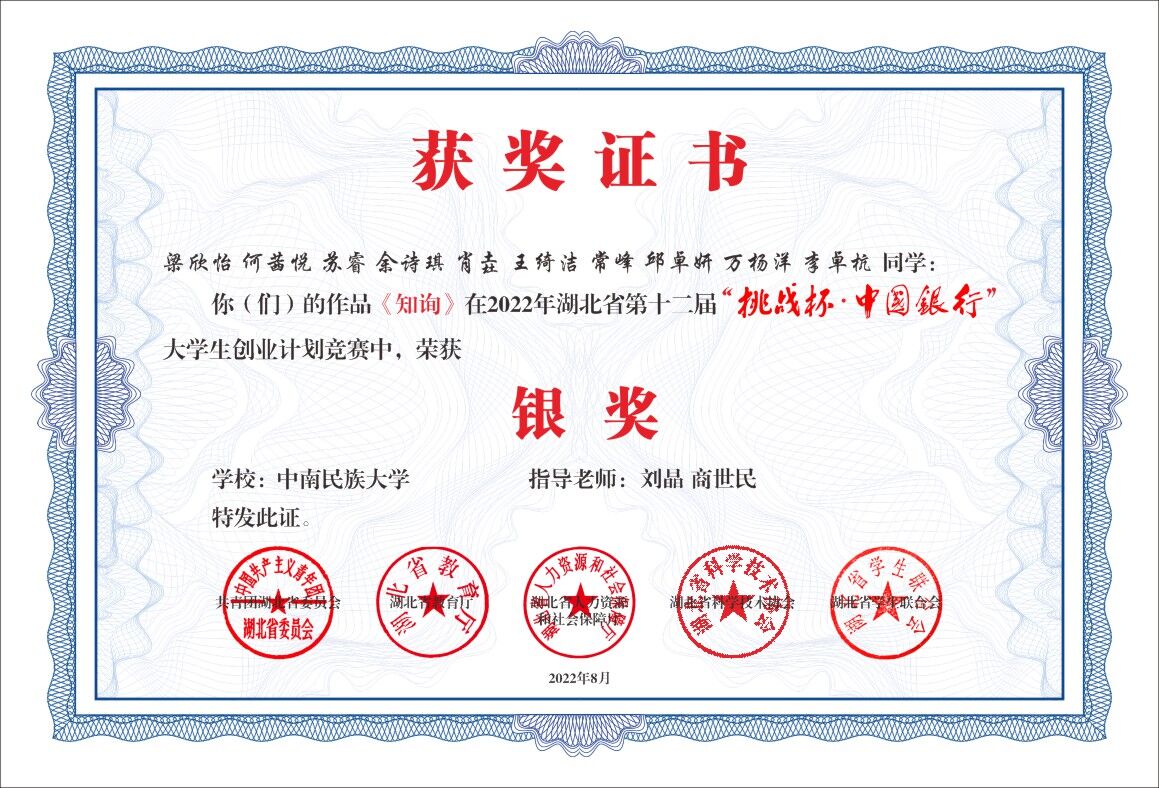 获奖证书
梁欣怡 何茜悦 苏睿 余诗琪 肖垚 王绮洁 常峰 邱卓妍 万杨洋 李卓杭 同学：
你（们）的作品《知询》在2022年湖北省第十二届“挑战杯·中國銀行”
大学生创业计划竞赛中，荣获
银奖
学校：中南民族大学 指导老师：刘晶 商世民
特发此证。
中国共产主义青年团
湖北省委员会
共青团湖北省委员会
湖北省教育厅
湖北省教育厅
湖北省人力资源和社会保障厅
湖北省人力资源
和社会保障厅
湖北省科学技术协会
湖北省科学技术协会
湖北省学生联合会
湖北省学生联合会
2022年8月